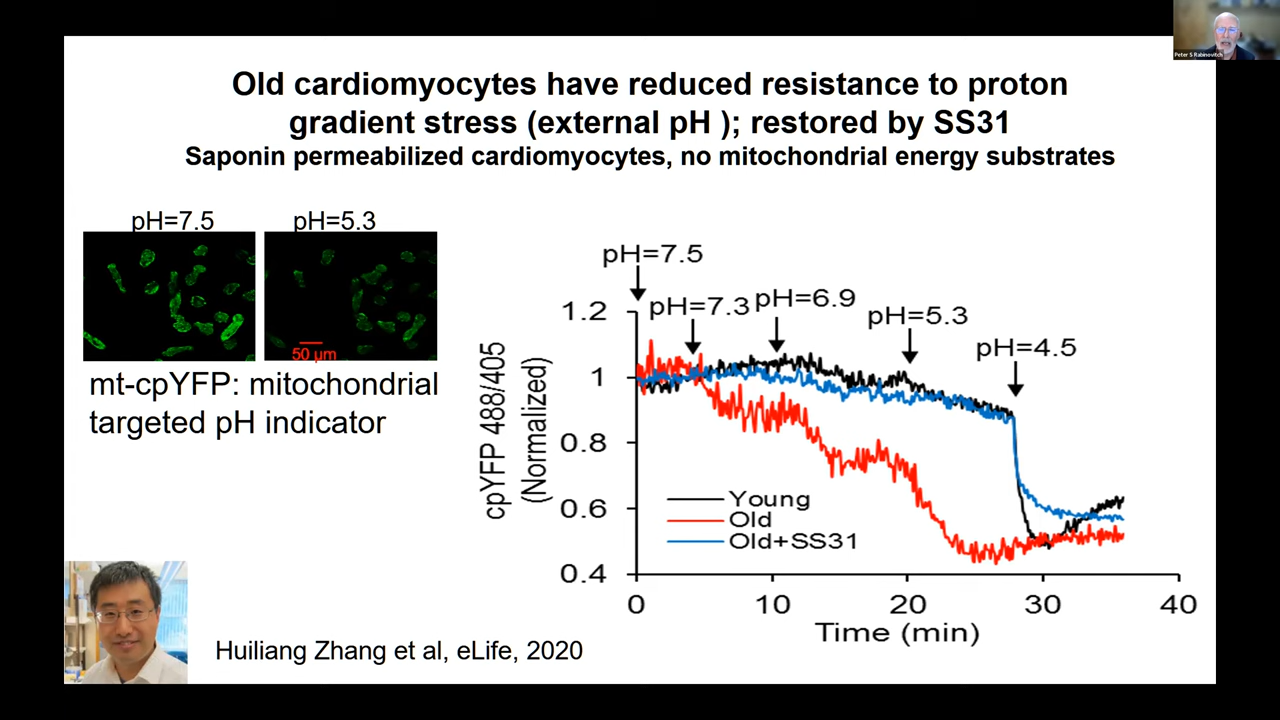 Peter S Rabinovitch
Old cardiomyocytes have reduced resistance to proton
gradient stress (external pH ); restored by SS31
Saponin permeabilized cardiomyocytes, no mitochondrial energy substrates
pH=7.5
pH=5.3
50 µm
mt-cpYFP: mitochondrial
targeted pH indicator
pH=7.5
pH=7.3
pH=6.9
pH=5.3
pH=4.5
cpYFP 488/405
(Normalized)
1.2
1
0.8
0.6
0.4
Young
Old
Old+SS31
0
10
20
30
40
Time (min)
Huiliang Zhang et al, eLife, 2020